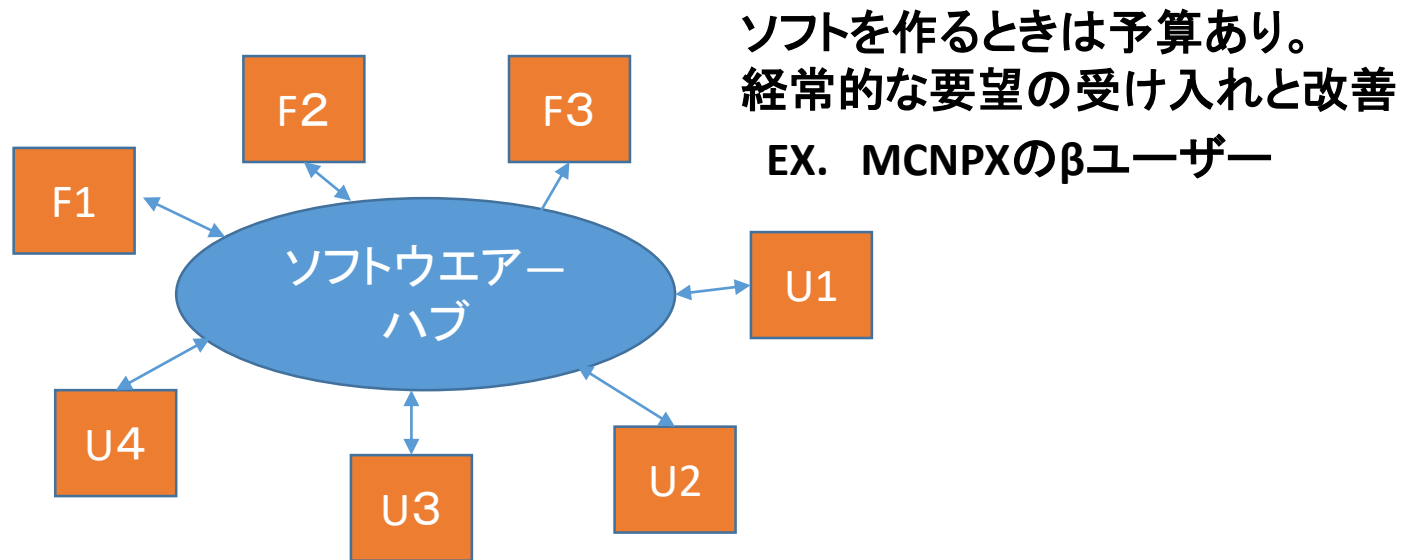 ソフトを作るときは予算あり。
経常的な要望の受け入れと改善
EX. MCNPXのβユーザー
F2
F3
F1
ソフトウエアー
ハブ
U1
U4
U3
U2